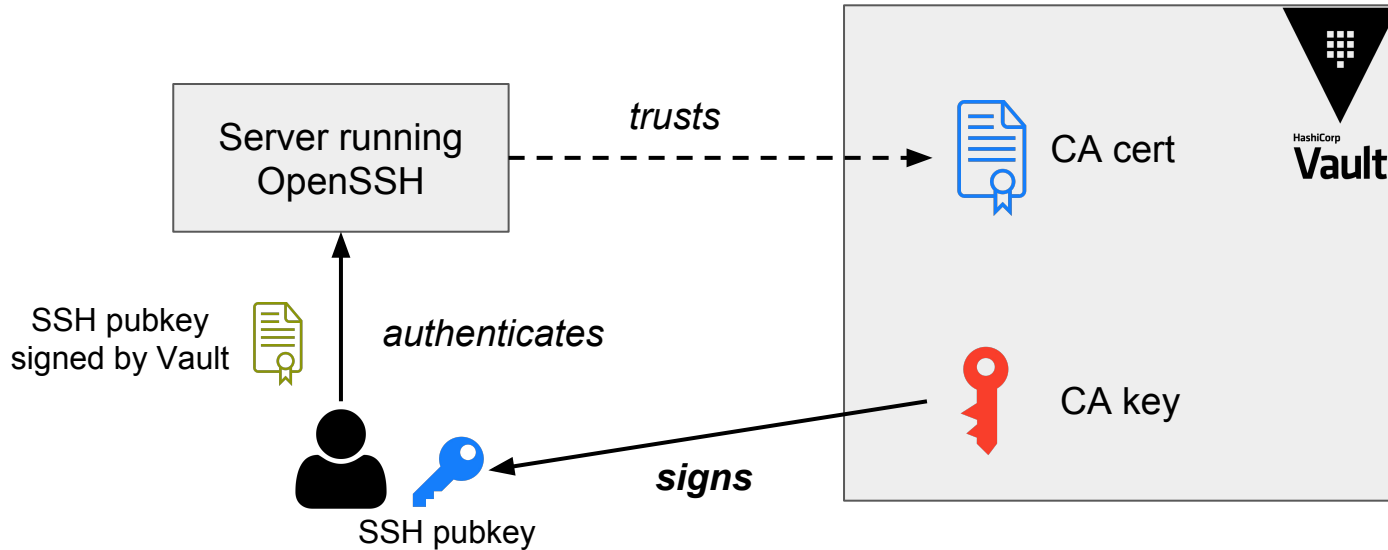 Server running
OpenSSH
trusts
CA cert
HashiCorp
Vault
SSH pubkey
signed by Vault
authenticates
CA key
signs
SSH pubkey